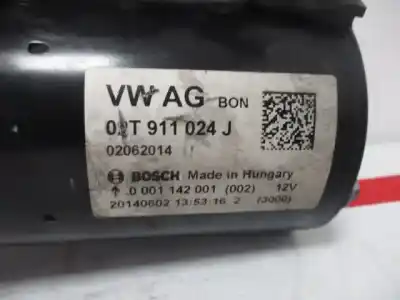 VW AG BON
02T 911 024 J
02062014
BOSCH Made in Hungary
0 001 142 001 (002) 12V
20140602 13:53:16 2 (3000)